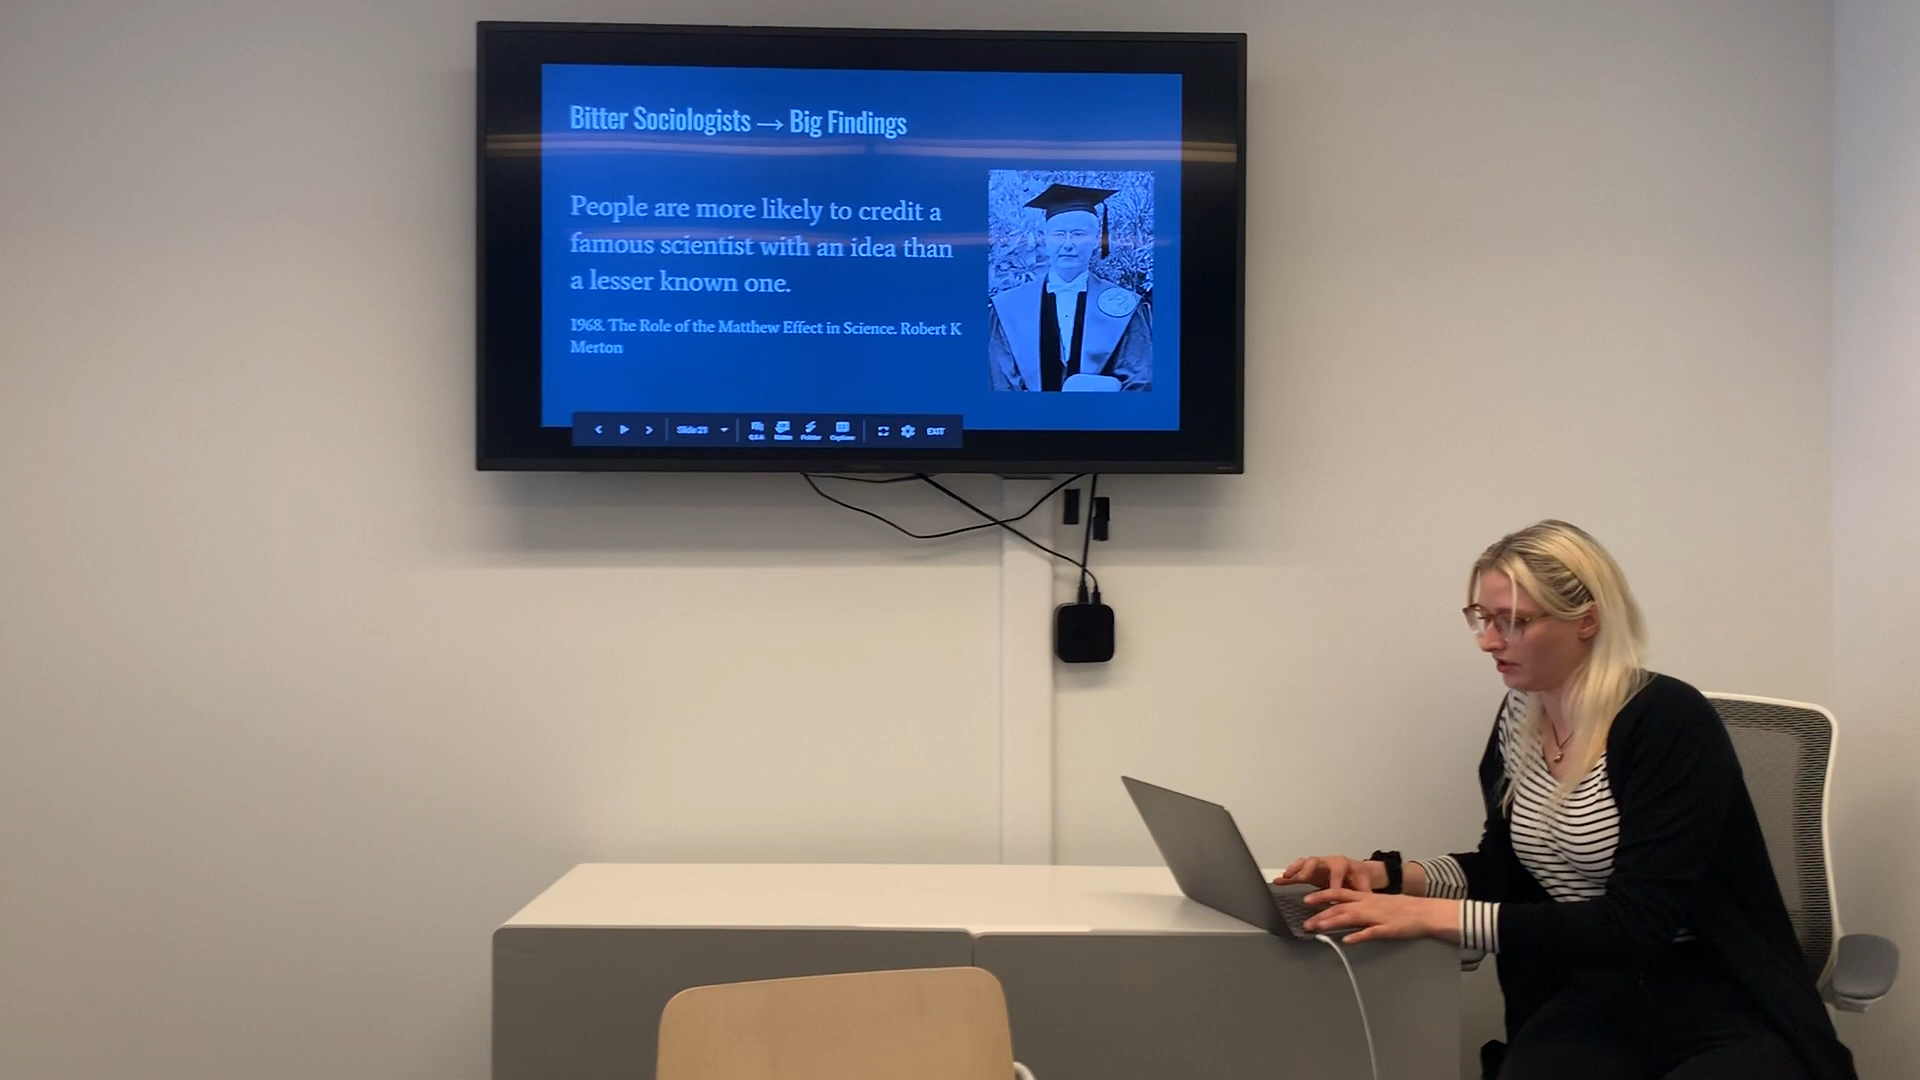 Bitter Sociologists → Big Findings
People are more likely to credit a
famous scientist with an idea than
a lesser known one.
1968. The Role of the Matthew Effect in Science. Robert K
Merton
Slide 21
Q&A Notes Pointer Captions
EXIT